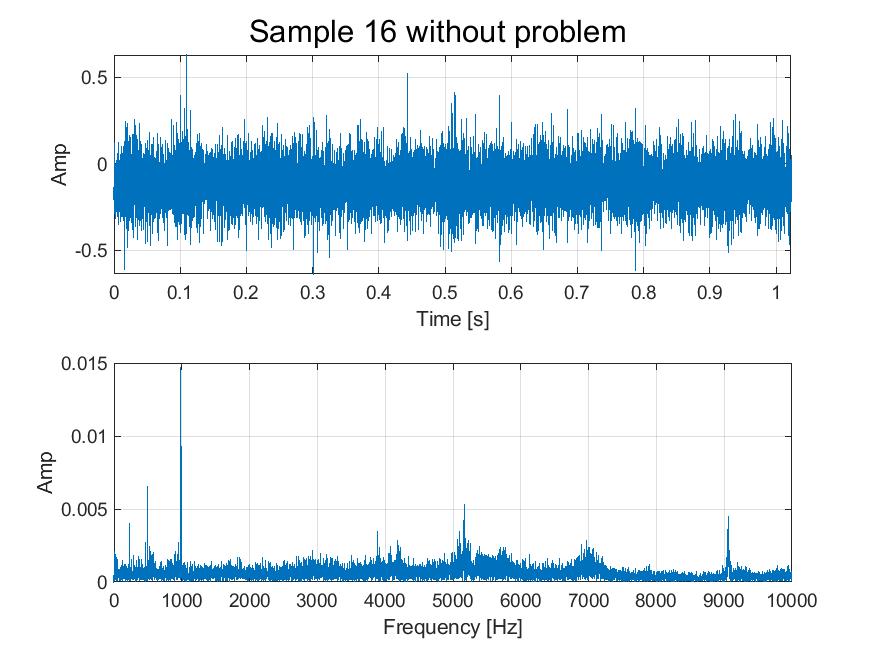 Sample 16 without problem
Amp
0.5
0
-0.5
0 0.1 0.2 0.3 0.4 0.5 0.6 0.7 0.8 0.9 1
Time [s]
Amp
0.015
0.01
0.005
0
0 1000 2000 3000 4000 5000 6000 7000 8000 9000 10000
Frequency [Hz]